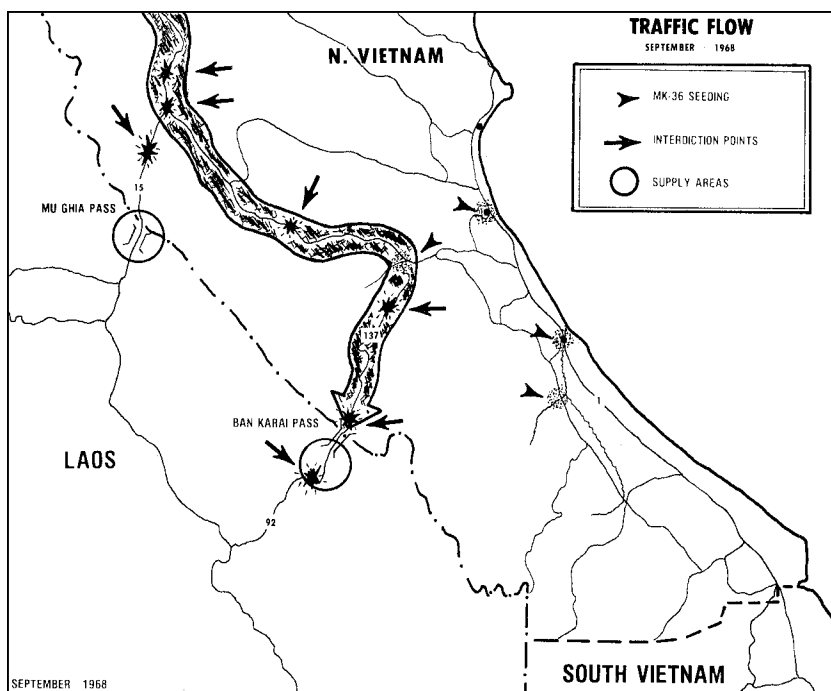 TRAFFIC FLOW
SEPTEMBER 1968
N. VIETNAM
MK-36 SEEDING
INTERDICTION POINTS
SUPPLY AREAS
15
MU GHIA PASS
137
1
BAN KARAI PASS
LAOS
92
SOUTH VIETNAM
SEPTEMBER 1968